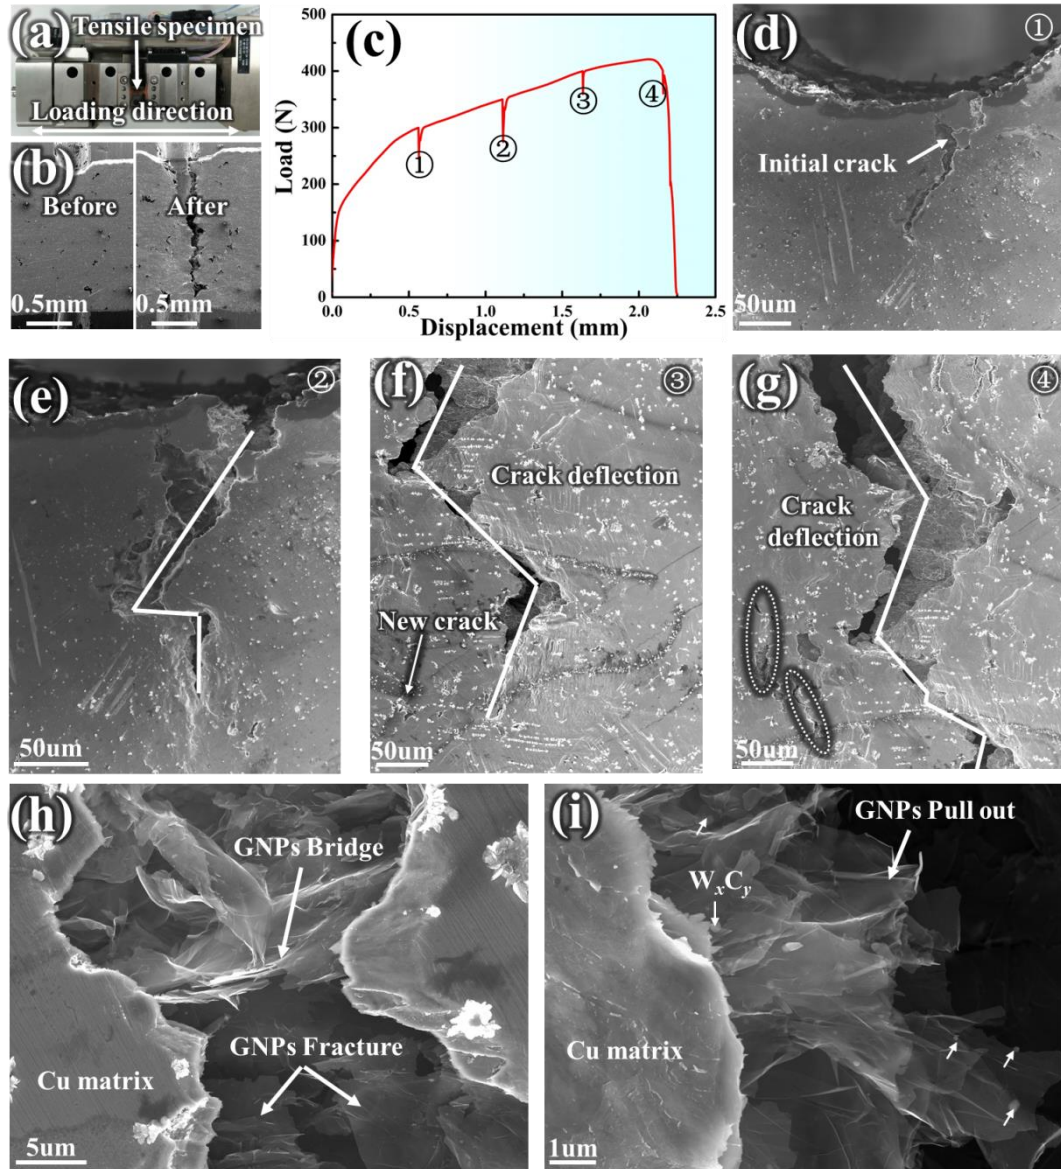 (a)
Tensile specimen
Loading direction
(b)
Before
After
0.5mm
0.5mm
(c)
Load (N)
500
400
300
200
100
0
①
②
③
④
0.0
0.5
1.0
1.5
2.0
2.5
Displacement (mm)
(d)
①
Initial crack
50um
(e)
②
50um
(f)
③
Crack deflection
New crack
50um
(g)
④
Crack
deflection
50um
(h)
GNPs Bridge
GNPs Fracture
Cu matrix
5um
(i)
GNPs Pull out
WₓCᵧ
Cu matrix
1um